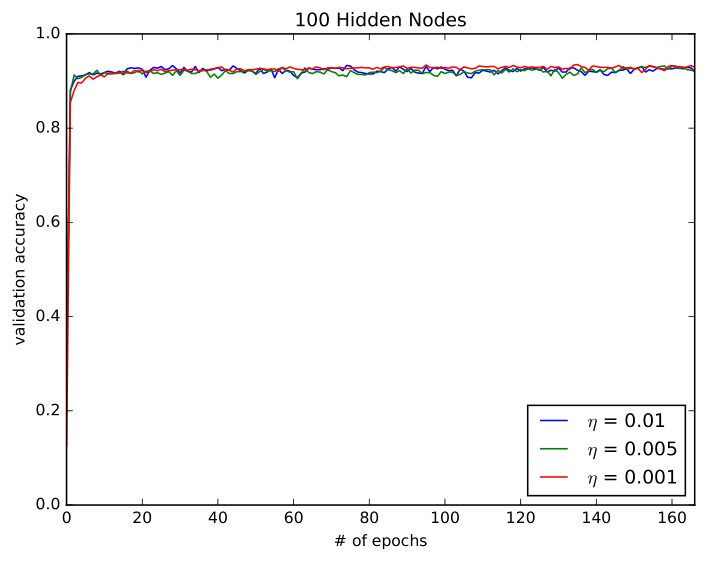 100 Hidden Nodes
1.0
0.8
0.6
0.4
0.2
0.0
validation accuracy
η = 0.01
η = 0.005
η = 0.001
0 20 40 60 80 100 120 140 160
# of epochs